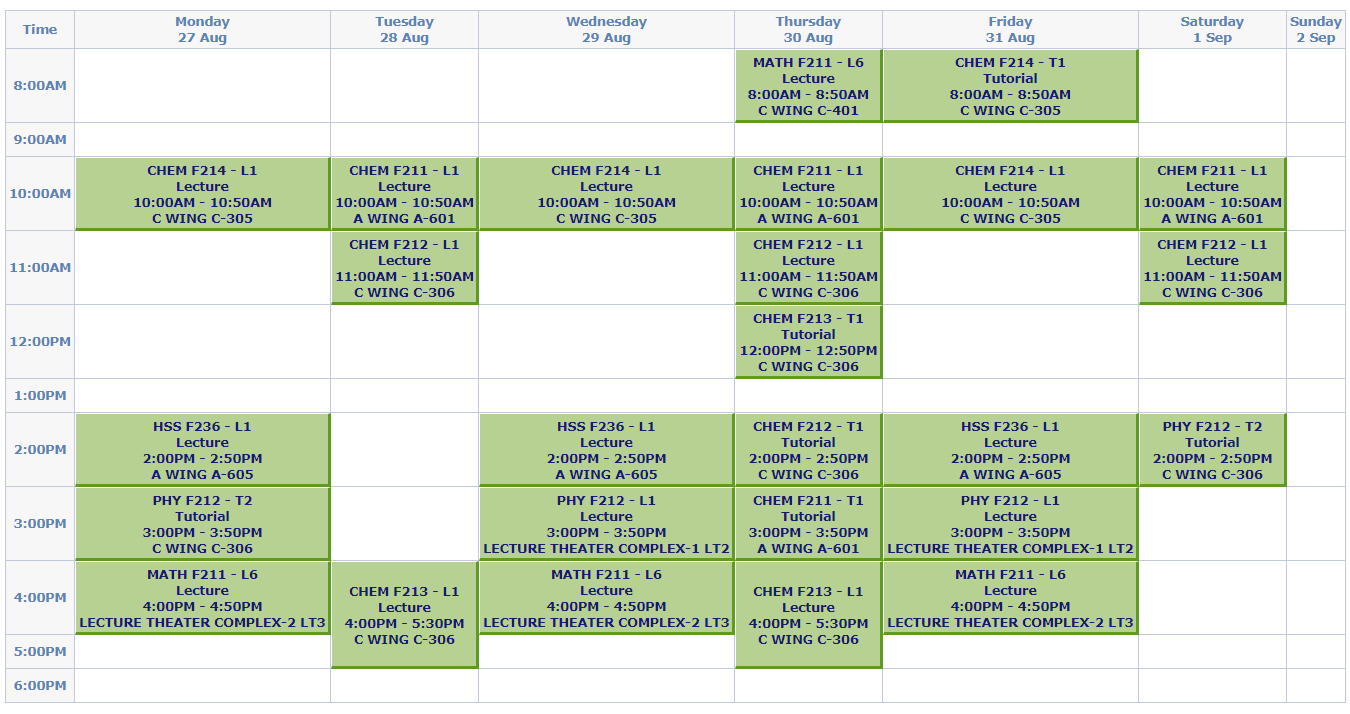 Time
Monday
27 Aug
Tuesday
28 Aug
Wednesday
29 Aug
Thursday
30 Aug
Friday
31 Aug
Saturday
1 Sep
Sunday
2 Sep
8:00AM
MATH F211 - L6
Lecture
8:00AM - 8:50AM
C WING C-401
CHEM F214 - T1
Tutorial
8:00AM - 8:50AM
C WING C-305
9:00AM
10:00AM
CHEM F214 - L1
Lecture
10:00AM - 10:50AM
C WING C-305
CHEM F211 - L1
Lecture
10:00AM - 10:50AM
A WING A-601
CHEM F214 - L1
Lecture
10:00AM - 10:50AM
C WING C-305
CHEM F211 - L1
Lecture
10:00AM - 10:50AM
A WING A-601
CHEM F214 - L1
Lecture
10:00AM - 10:50AM
C WING C-305
CHEM F211 - L1
Lecture
10:00AM - 10:50AM
A WING A-601
11:00AM
CHEM F212 - L1
Lecture
11:00AM - 11:50AM
C WING C-306
CHEM F212 - L1
Lecture
11:00AM - 11:50AM
C WING C-306
CHEM F212 - L1
Lecture
11:00AM - 11:50AM
C WING C-306
12:00PM
CHEM F213 - T1
Tutorial
12:00PM - 12:50PM
C WING C-306
1:00PM
2:00PM
HSS F236 - L1
Lecture
2:00PM - 2:50PM
A WING A-605
HSS F236 - L1
Lecture
2:00PM - 2:50PM
A WING A-605
CHEM F212 - T1
Tutorial
2:00PM - 2:50PM
C WING C-306
HSS F236 - L1
Lecture
2:00PM - 2:50PM
A WING A-605
PHY F212 - T2
Tutorial
2:00PM - 2:50PM
C WING C-306
3:00PM
PHY F212 - T2
Tutorial
3:00PM - 3:50PM
C WING C-306
PHY F212 - L1
Lecture
3:00PM - 3:50PM
LECTURE THEATER COMPLEX-1 LT2
CHEM F211 - T1
Tutorial
3:00PM - 3:50PM
A WING A-601
PHY F212 - L1
Lecture
3:00PM - 3:50PM
LECTURE THEATER COMPLEX-1 LT2
4:00PM
MATH F211 - L6
Lecture
4:00PM - 4:50PM
LECTURE THEATER COMPLEX-2 LT3
CHEM F213 - L1
Lecture
4:00PM - 5:30PM
C WING C-306
MATH F211 - L6
Lecture
4:00PM - 4:50PM
LECTURE THEATER COMPLEX-2 LT3
CHEM F213 - L1
Lecture
4:00PM - 5:30PM
C WING C-306
MATH F211 - L6
Lecture
4:00PM - 4:50PM
LECTURE THEATER COMPLEX-2 LT3
5:00PM
6:00PM